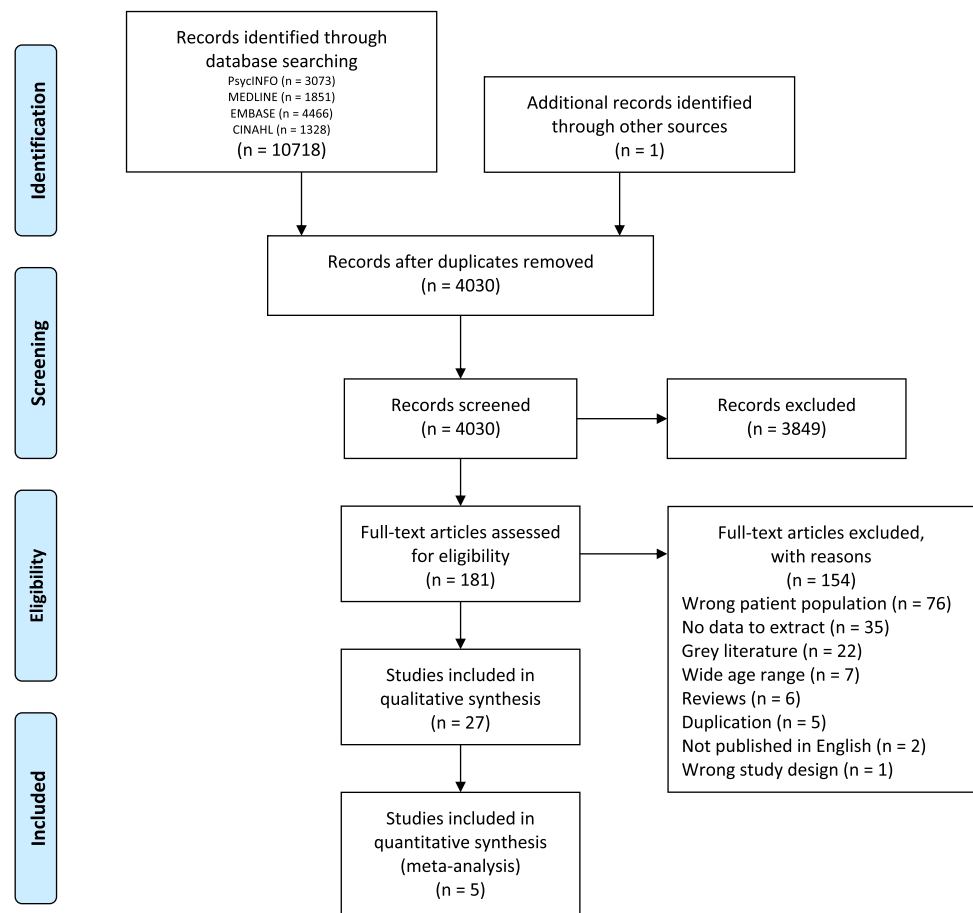 Identification
Records identified through
database searching
PsycINFO (n = 3073)
MEDLINE (n = 1851)
EMBASE (n = 4466)
CINAHL (n = 1328)
(n = 10718)
Additional records identified
through other sources
(n = 1)
Records after duplicates removed
(n = 4030)
Screening
Records screened
(n = 4030)
Records excluded
(n = 3849)
Eligibility
Full-text articles assessed
for eligibility
(n = 181)
Full-text articles excluded,
with reasons
(n = 154)
Wrong patient population (n = 76)
No data to extract (n = 35)
Grey literature (n = 22)
Wide age range (n = 7)
Reviews (n = 6)
Duplication (n = 5)
Not published in English (n = 2)
Wrong study design (n = 1)
Studies included in
qualitative synthesis
(n = 27)
Included
Studies included in
quantitative synthesis
(meta-analysis)
(n = 5)